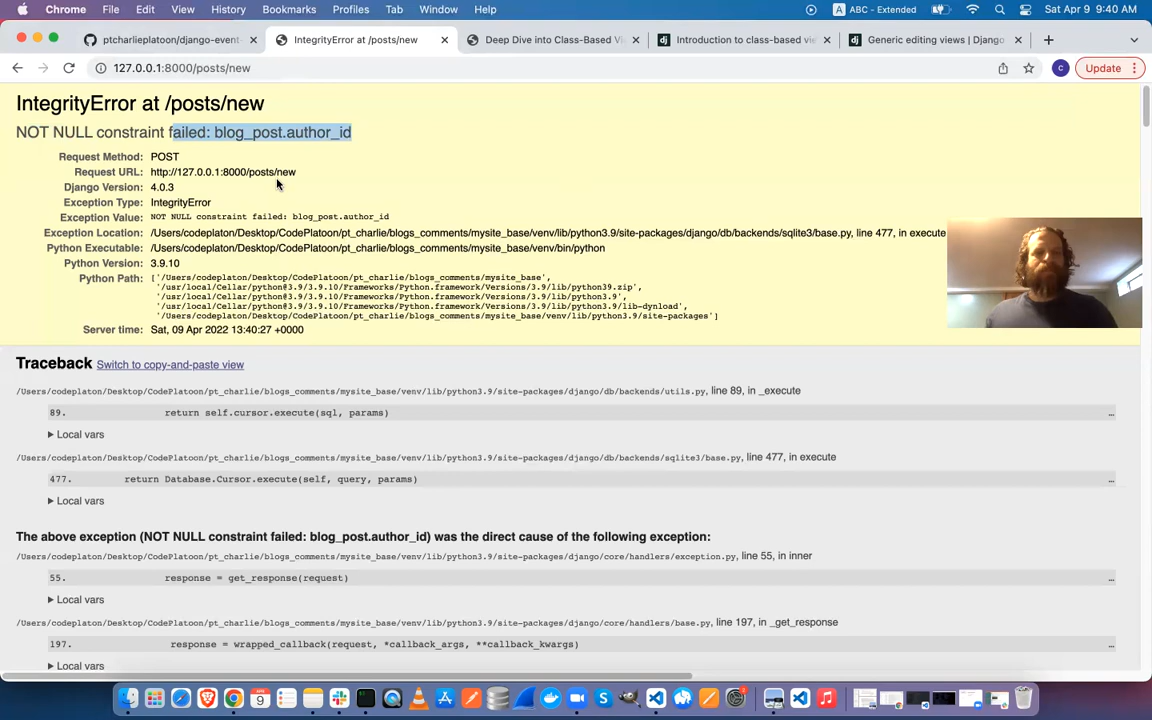 Chrome File Edit View History Bookmarks Profiles Tab Window Help A ABC - Extended Sat Apr 9 9:40 AM
ptcharlieplatoon/django-event- IntegrityError at /posts/new Deep Dive into Class-Based Vi Introduction to class-based vi Generic editing views | Django
127.0.0.1:8000/posts/new C Update
IntegrityError at /posts/new
NOT NULL constraint failed: blog_post.author_id
Request Method: POST
Request URL: http://127.0.0.1:8000/posts/new
Django Version: 4.0.3
Exception Type: IntegrityError
Exception Value: NOT NULL constraint failed: blog_post.author_id
Exception Location: /Users/codeplaton/Desktop/CodePlatoon/pt_charlie/blogs_comments/mysite_base/venv/lib/python3.9/site-packages/django/db/backends/sqlite3/base.py, line 477, in execute
Python Executable: /Users/codeplaton/Desktop/CodePlatoon/pt_charlie/blogs_comments/mysite_base/venv/bin/python
Python Version: 3.9.10
Python Path: ['/Users/codeplaton/Desktop/CodePlatoon/pt_charlie/blogs_comments/mysite_base',
'/usr/local/Cellar/python@3.9/3.9.10/Frameworks/Python.framework/Versions/3.9/lib/python39.zip',
'/usr/local/Cellar/python@3.9/3.9.10/Frameworks/Python.framework/Versions/3.9/lib/python3.9',
'/usr/local/Cellar/python@3.9/3.9.10/Frameworks/Python.framework/Versions/3.9/lib/python3.9/lib-dynload',
'/Users/codeplaton/Desktop/CodePlatoon/pt_charlie/blogs_comments/mysite_base/venv/lib/python3.9/site-packages']
Server time: Sat, 09 Apr 2022 13:40:27 +0000
Traceback Switch to copy-and-paste view
/Users/codeplaton/Desktop/CodePlatoon/pt_charlie/blogs_comments/mysite_base/venv/lib/python3.9/site-packages/django/db/backends/utils.py, line 89, in _execute
89. return self.cursor.execute(sql, params) …
▶ Local vars
/Users/codeplaton/Desktop/CodePlatoon/pt_charlie/blogs_comments/mysite_base/venv/lib/python3.9/site-packages/django/db/backends/sqlite3/base.py, line 477, in execute
477. return Database.Cursor.execute(self, query, params) …
▶ Local vars
The above exception (NOT NULL constraint failed: blog_post.author_id) was the direct cause of the following exception:
/Users/codeplaton/Desktop/CodePlatoon/pt_charlie/blogs_comments/mysite_base/venv/lib/python3.9/site-packages/django/core/handlers/exception.py, line 55, in inner
55. response = get_response(request) …
▶ Local vars
/Users/codeplaton/Desktop/CodePlatoon/pt_charlie/blogs_comments/mysite_base/venv/lib/python3.9/site-packages/django/core/handlers/base.py, line 197, in _get_response
197. response = wrapped_callback(request, *callback_args, **callback_kwargs) …
▶ Local vars